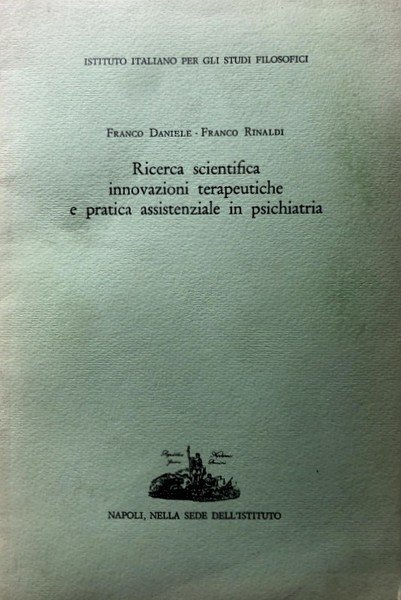 ISTITUTO ITALIANO PER GLI STUDI FILOSOFICI
FRANCO DANIELE · FRANCO RINALDI
Ricerca scientifica
innovazioni terapeutiche
e pratica assistenziale in psichiatria
NAPOLI, NELLA SEDE DELL'ISTITUTO